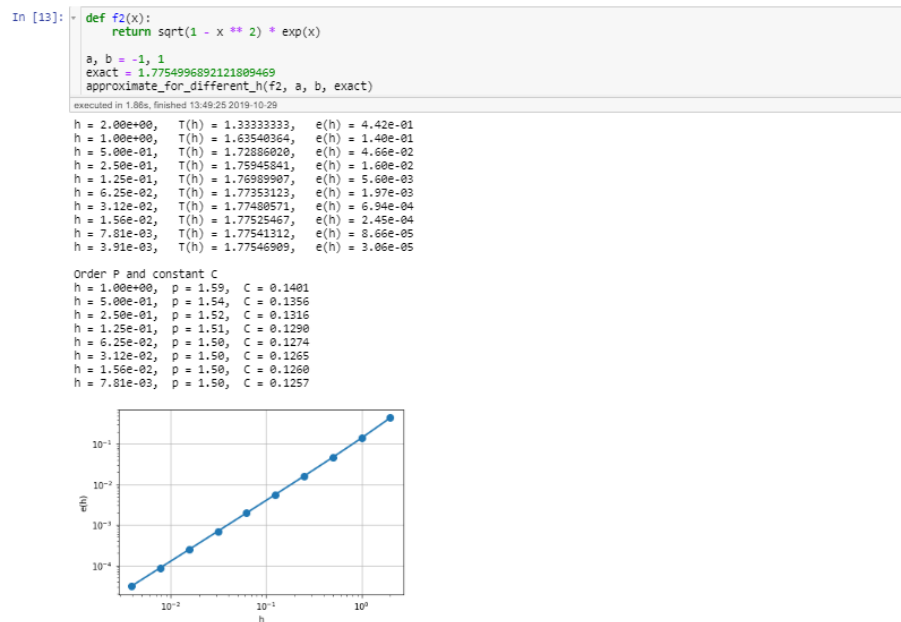 In [13]:
def f2(x):
return sqrt(1 - x ** 2) * exp(x)
a, b = -1, 1
exact = 1.7754996892121809469
approximate_for_different_h(f2, a, b, exact)
executed in 1.86s, finished 13:49:25 2019-10-29
h = 2.00e+00, T(h) = 1.33333333, e(h) = 4.42e-01
h = 1.00e+00, T(h) = 1.63540364, e(h) = 1.40e-01
h = 5.00e-01, T(h) = 1.72886020, e(h) = 4.66e-02
h = 2.50e-01, T(h) = 1.75945841, e(h) = 1.60e-02
h = 1.25e-01, T(h) = 1.76989907, e(h) = 5.60e-03
h = 6.25e-02, T(h) = 1.77353123, e(h) = 1.97e-03
h = 3.12e-02, T(h) = 1.77480571, e(h) = 6.94e-04
h = 1.56e-02, T(h) = 1.77525467, e(h) = 2.45e-04
h = 7.81e-03, T(h) = 1.77541312, e(h) = 8.66e-05
h = 3.91e-03, T(h) = 1.77546909, e(h) = 3.06e-05
Order P and constant C
h = 1.00e+00, p = 1.59, C = 0.1401
h = 5.00e-01, p = 1.54, C = 0.1356
h = 2.50e-01, p = 1.52, C = 0.1316
h = 1.25e-01, p = 1.51, C = 0.1290
h = 6.25e-02, p = 1.50, C = 0.1274
h = 3.12e-02, p = 1.50, C = 0.1265
h = 1.56e-02, p = 1.50, C = 0.1260
h = 7.81e-03, p = 1.50, C = 0.1257
10⁻¹
10⁻²
e(h)
10⁻³
10⁻⁴
10⁻² 10⁻¹ 10⁰
h